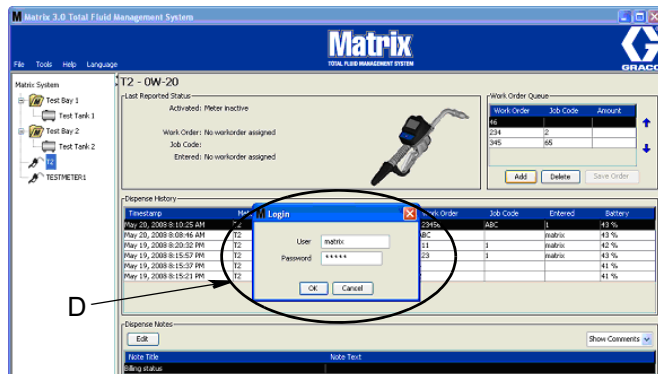 Matrix 3.0 Total Fluid Management System
Matrix
TOTAL FLUID MANAGEMENT SYSTEM
GRACO
File Tools Help Language
Matrix System
Test Bay 1
Test Tank 1
Test Bay 2
Test Tank 2
T2
TESTMETER1
T2 - 0W-20
Last Reported Status
Activated: Meter inactive
Work Order: No workorder assigned
Job Code:
Entered: No workorder assigned
Work Order Queue
Work Order Job Code Amount
46
234 2
345 65
Add Delete Save Order
Dispense History
Timestamp Work Order Job Code Entered Battery
May 20, 2008 8:10:25 AM T2 23456 ABC 1 43 %
May 20, 2008 8:08:46 AM T2 ABC matrix 43 %
May 19, 2008 8:20:32 PM T2 11 1 matrix 42 %
May 19, 2008 8:15:57 PM T2 23 1 matrix 43 %
May 19, 2008 8:15:37 PM T2 41 %
May 19, 2008 8:15:21 PM T2 41 %
Login
User matrix
Password *****
OK Cancel
D
Dispense Notes
Edit Show Comments
Note Title Note Text
Billing status